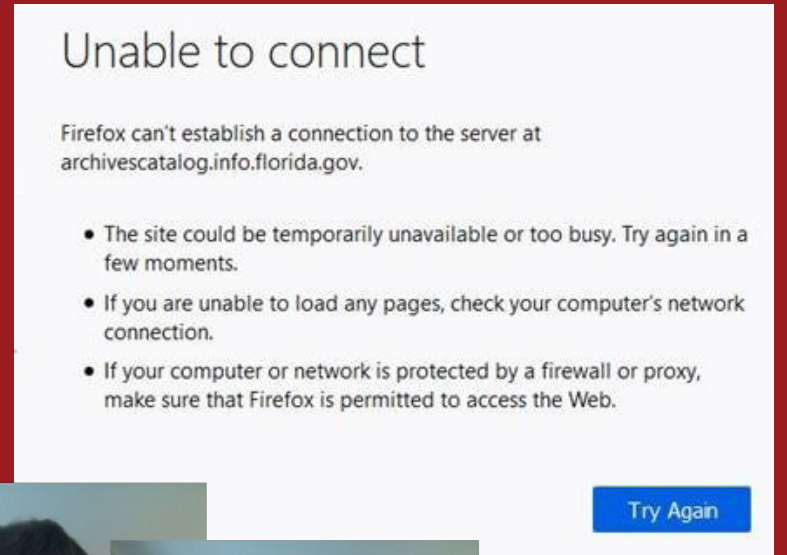 Unable to connect
Firefox can't establish a connection to the server at
archivescatalog.info.florida.gov.
• The site could be temporarily unavailable or too busy. Try again in a
few moments.
• If you are unable to load any pages, check your computer's network
connection.
• If your computer or network is protected by a firewall or proxy,
make sure that Firefox is permitted to access the Web.
Try Again